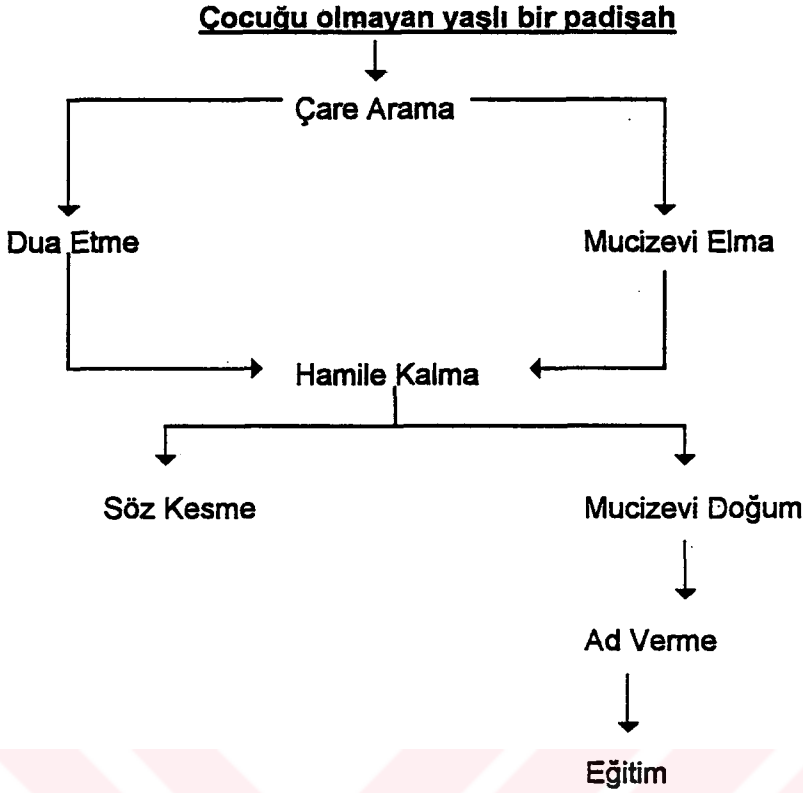 Çocuğu olmayan yaşlı bir padişah
Çare Arama
Dua Etme
Mucizevi Elma
Hamile Kalma
Söz Kesme
Mucizevi Doğum
Ad Verme
Eğitim